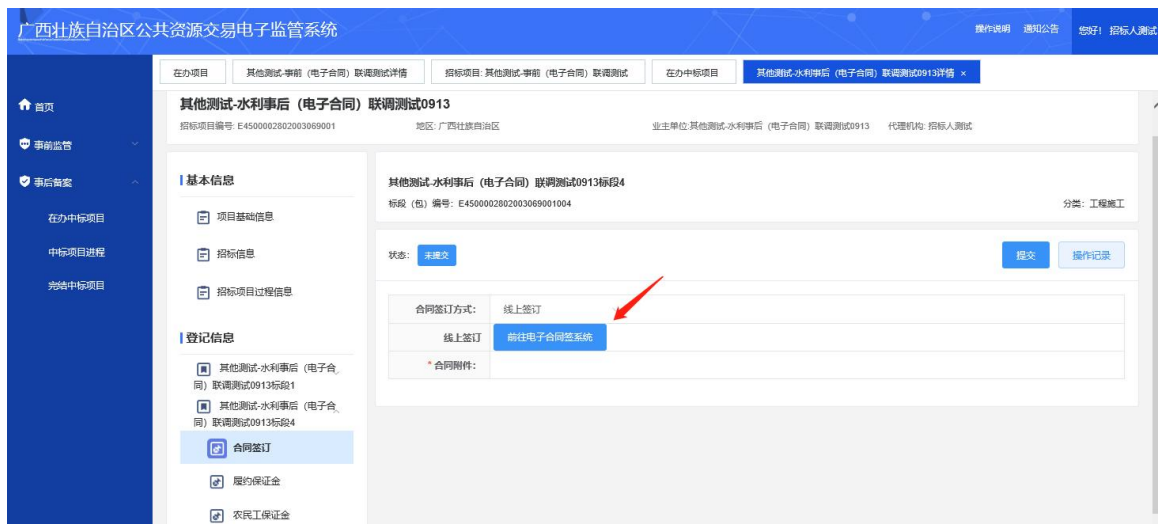 广西壮族自治区公共资源交易电子监管系统
操作说明 通知公告 您好！招标人测试
在办项目 其他测试-事前（电子合同）联调测试详情 招标项目: 其他测试-事前（电子合同）联调测试 在办中标项目 其他测试-水利事后（电子合同）联调测试0913详情 ×
首页
事前监管
事后备案
在办中标项目
中标项目进程
完结中标项目
其他测试-水利事后（电子合同）联调测试0913
招标项目编号: E4500002802003069001 地区: 广西壮族自治区 业主单位:其他测试-水利事后（电子合同）联调测试0913 代理机构: 招标人测试
基本信息
项目基础信息
招标信息
招标项目过程信息
登记信息
其他测试-水利事后（电子合
同）联调测试0913标段1
其他测试-水利事后（电子合
同）联调测试0913标段4
合同签订
履约保证金
农民工保证金
其他测试-水利事后（电子合同）联调测试0913标段4
标段（包）编号: E4500002802003069001004 分类: 工程施工
状态: 未提交 提交 操作记录
合同签订方式: 线上签订
线上签订 前往电子合同签系统
*合同附件: